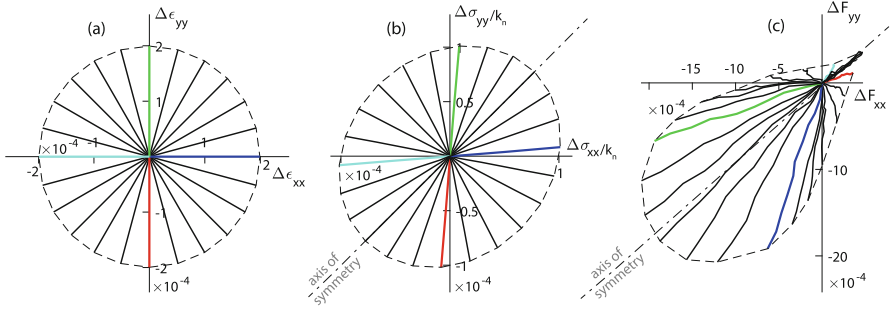 (a)
Δϵyy
2
1
×10⁻⁴
-2
-1
1
2
Δϵxx
-1
-2
×10⁻⁴
axis of
symmetry
(b)
Δσyy/kn
1
0.5
×10⁻⁴
Δσxx/kn
1
-0.5
-1
×10⁻⁴
axis of
symmetry
(c)
ΔFyy
-15
-10
-5
×10⁻⁴
ΔFxx
-10
-20
×10⁻⁴